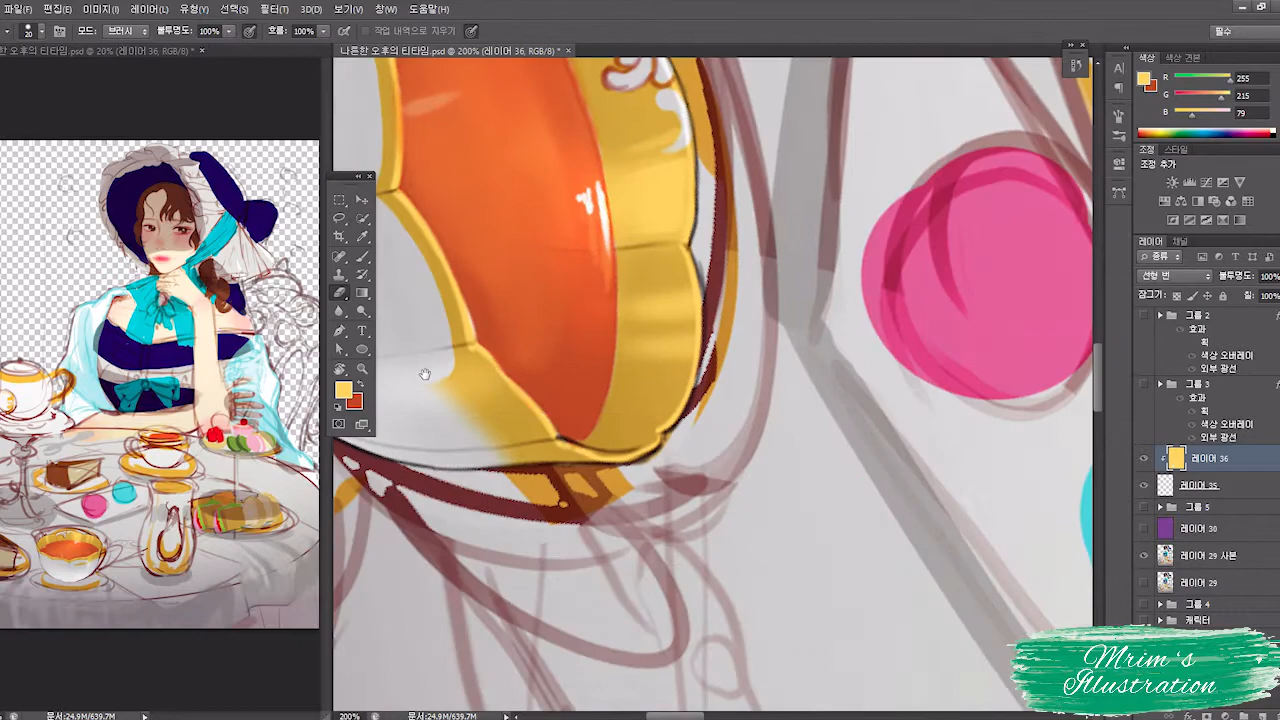 파일(F) 편집(E) 이미지(I) 레이어(L) 유형(Y) 선택(S) 필터(T) 3D(D) 보기(V) 창(W) 도움말(H)
20 모드: 브러시 불투명도: 100% 흐름: 100% 작업 내역으로 지우기 필수
한 오후의 티타임.psd @ 20% (레이어 36, RGB/8) * ×
나른한 오후의 티타임.psd @ 200% (레이어 36, RGB/8) * ×
색상 색상 견본
R 255
G 215
B 79
조정 스타일
조정 추가
레이어 채널
종류
선형 번 불투명도: 100%
잠그기: 칠: 100%
그룹 2
효과
획
색상 오버레이
외부 광선
그룹 3
효과
획
색상 오버레이
외부 광선
레이어 36
레이어 35
그룹 5
레이어 30
레이어 29 사본
레이어 29
그룹 4
캐릭터
Mrim's
Illustration
문서:24.9M/639.7M
200% 문서:24.9M/639.7M